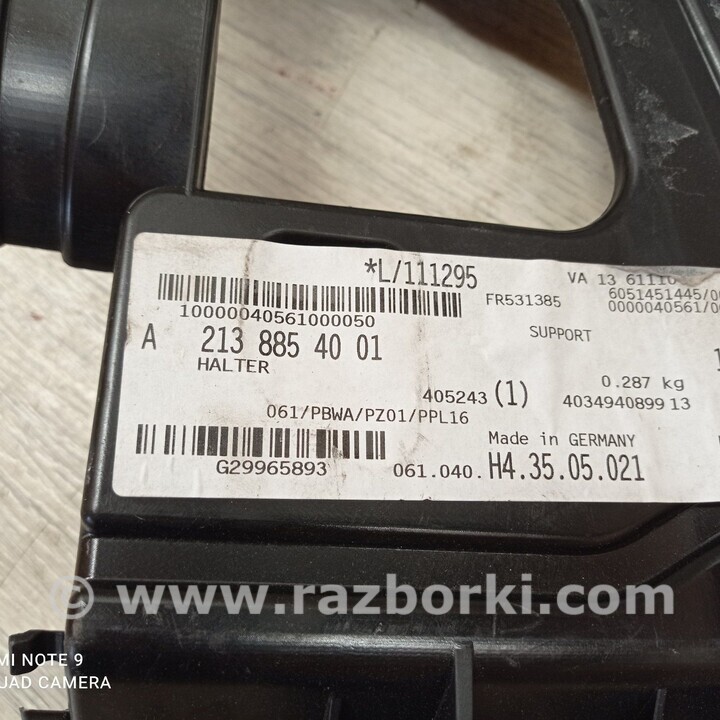 *L/111295
VA 13 61110
10000040561000050
FR531385
6051451445/0
0000040561/0
A 213 885 40 01
SUPPORT
HALTER
0.287 kg
405243 (1) 4034940899 13
061/PBWA/PZ01/PPL16
Made in GERMANY
G29965893
061.040. H4.35.05.021
© www.razborki.com
MI NOTE 9
QUAD CAMERA